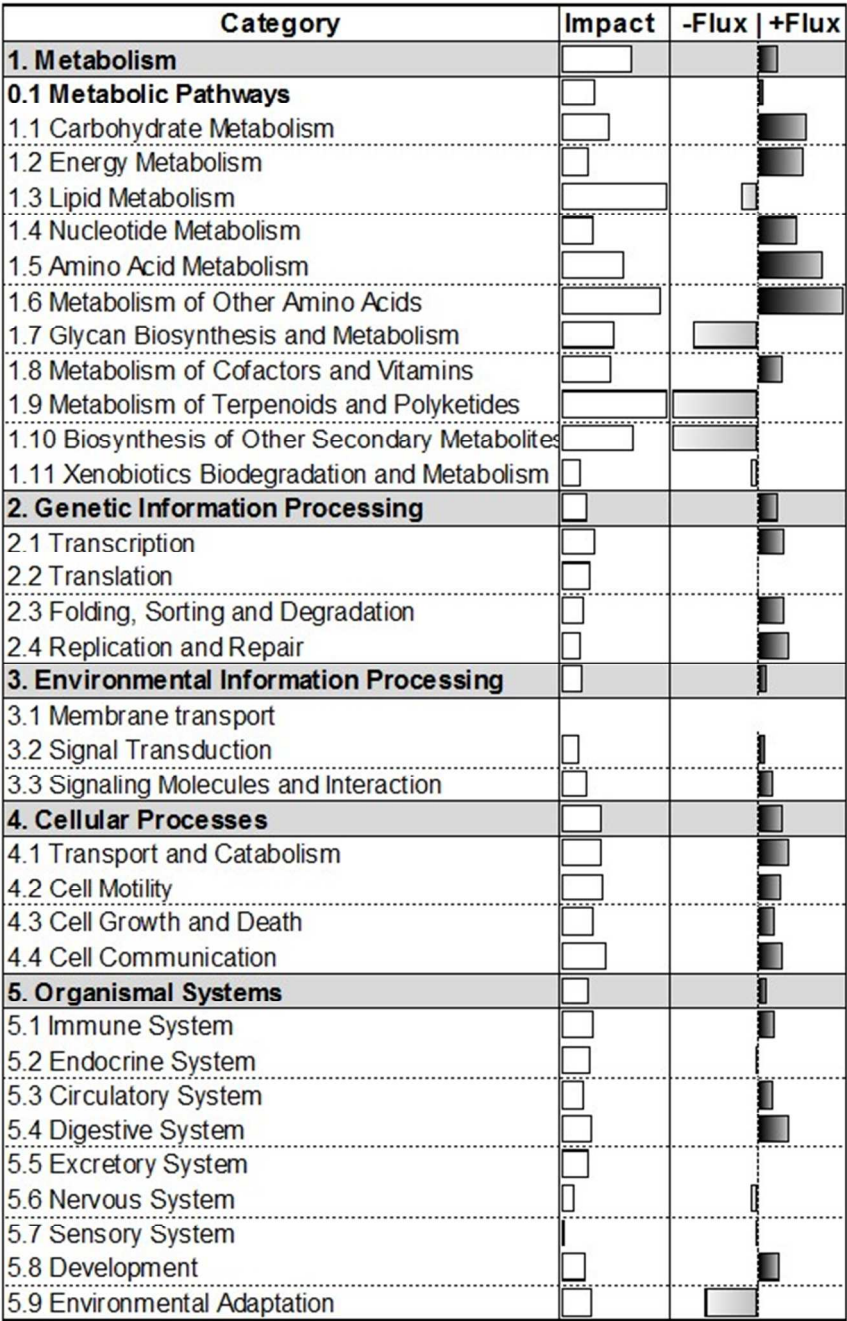 Category Impact -Flux | +Flux
1. Metabolism
0.1 Metabolic Pathways
1.1 Carbohydrate Metabolism
1.2 Energy Metabolism
1.3 Lipid Metabolism
1.4 Nucleotide Metabolism
1.5 Amino Acid Metabolism
1.6 Metabolism of Other Amino Acids
1.7 Glycan Biosynthesis and Metabolism
1.8 Metabolism of Cofactors and Vitamins
1.9 Metabolism of Terpenoids and Polyketides
1.10 Biosynthesis of Other Secondary Metabolites
1.11 Xenobiotics Biodegradation and Metabolism
2. Genetic Information Processing
2.1 Transcription
2.2 Translation
2.3 Folding, Sorting and Degradation
2.4 Replication and Repair
3. Environmental Information Processing
3.1 Membrane transport
3.2 Signal Transduction
3.3 Signaling Molecules and Interaction
4. Cellular Processes
4.1 Transport and Catabolism
4.2 Cell Motility
4.3 Cell Growth and Death
4.4 Cell Communication
5. Organismal Systems
5.1 Immune System
5.2 Endocrine System
5.3 Circulatory System
5.4 Digestive System
5.5 Excretory System
5.6 Nervous System
5.7 Sensory System
5.8 Development
5.9 Environmental Adaptation